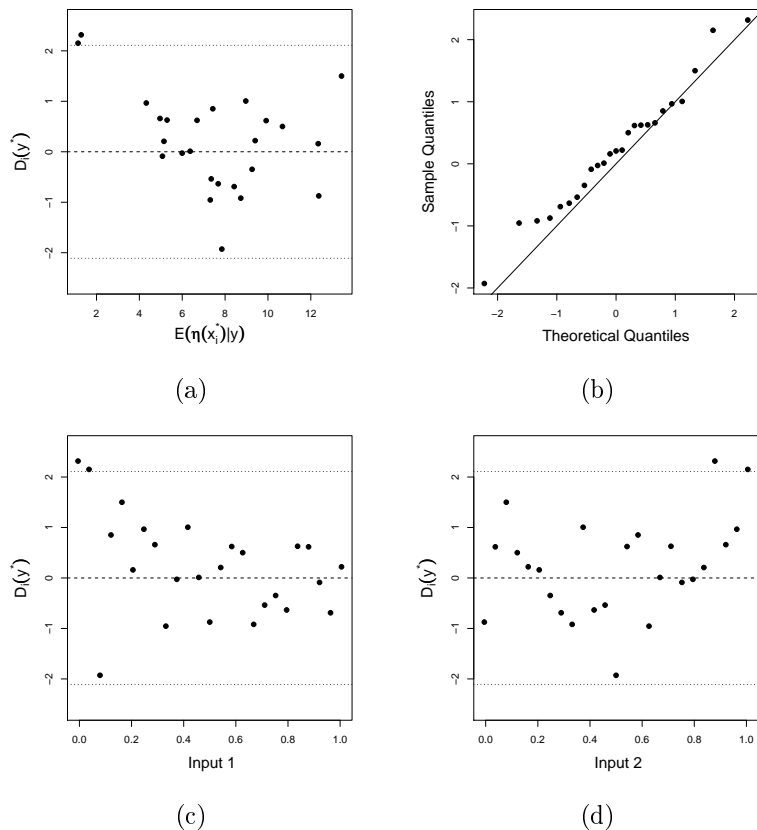 2
1
0
−1
−2
D_i(y*)
2 4 6 8 10 12
E(η(x_i*)|y)
(a)
2
1
0
−1
−2
Sample Quantiles
−2 −1 0 1 2
Theoretical Quantiles
(b)
2
1
0
−1
−2
D_i(y*)
0.0 0.2 0.4 0.6 0.8 1.0
Input 1
(c)
2
1
0
−1
−2
D_i(y*)
0.0 0.2 0.4 0.6 0.8 1.0
Input 2
(d)